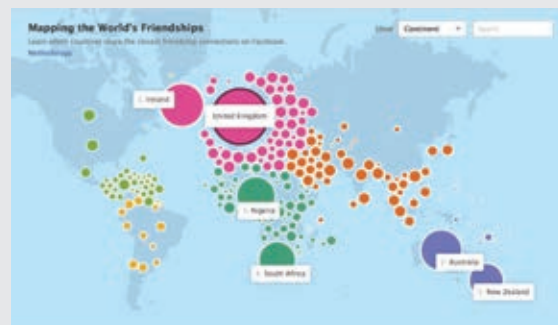 Mapping the World's Friendships
Learn which countries share the closest friendship connections on Facebook.
Methodology
Continent
Search
Ireland
United Kingdom
Nigeria
South Africa
Australia
New Zealand